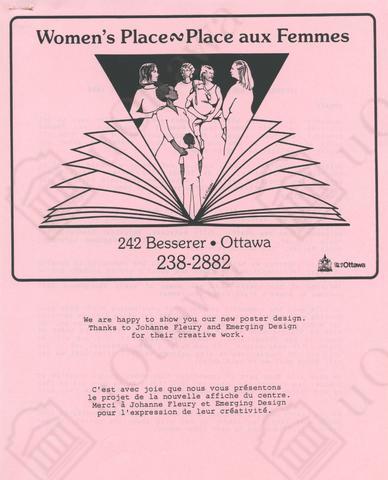 Women's Place~Place aux Femmes
242 Besserer • Ottawa
238-2882
Ottawa
We are happy to show you our new poster design.
Thanks to Johanne Fleury and Emerging Design
for their creative work.
C'est avec joie que nous vous présentons
le projet de la nouvelle affiche du centre.
Merci à Johanne Fleury et Emerging Design
pour l'expression de leur créativité.
uOttawa